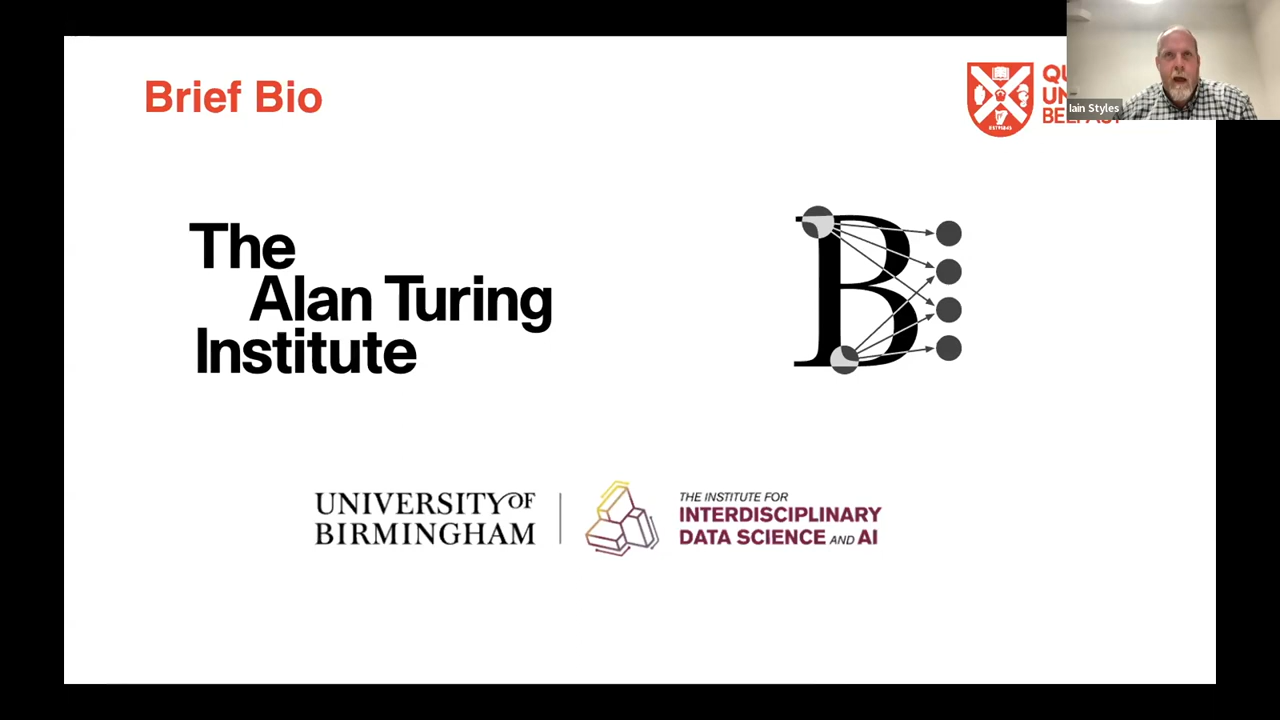 Brief Bio
ESTD1845
Iain Styles
The
Alan Turing
Institute
B
UNIVERSITY OF
BIRMINGHAM
THE INSTITUTE FOR
INTERDISCIPLINARY
DATA SCIENCE AND AI